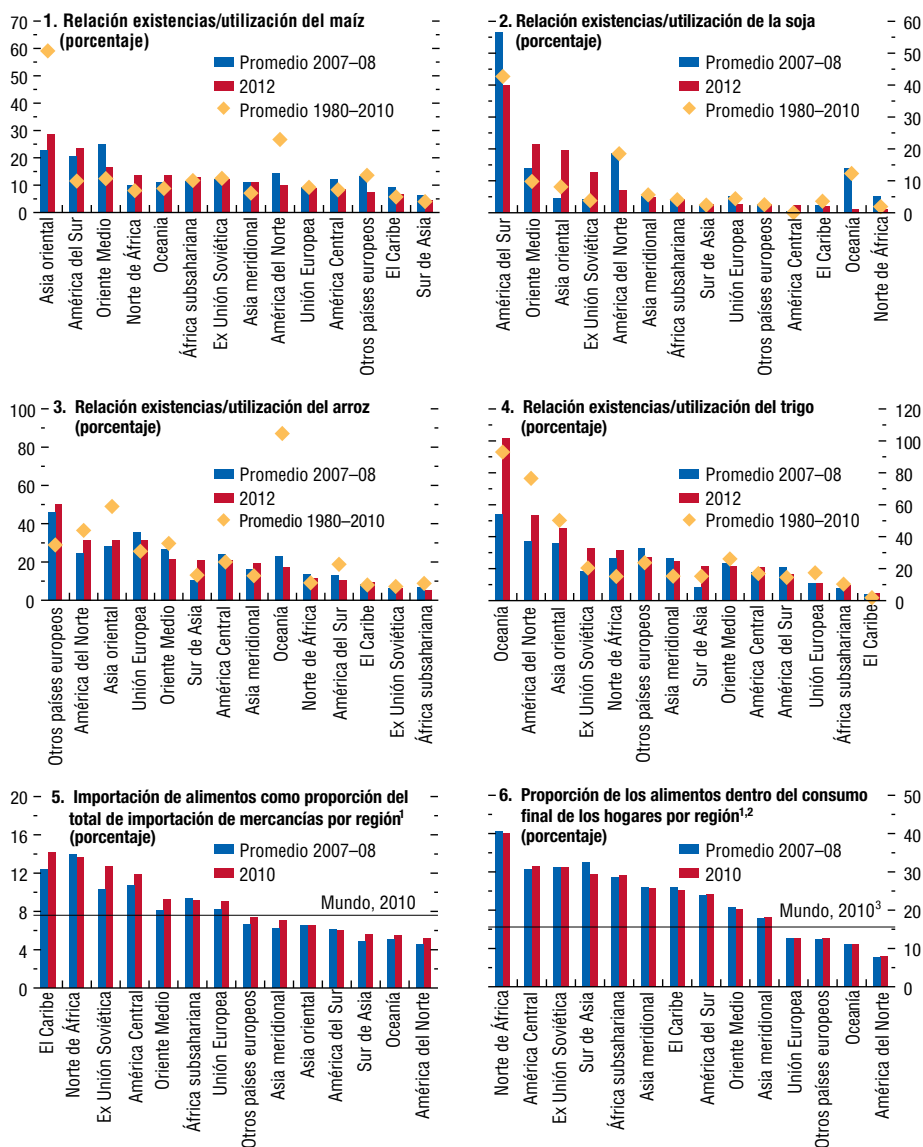 1. Relación existencias/utilización del maíz
(porcentaje)
70
60
50
40
30
20
10
0
Promedio 2007–08
2012
Promedio 1980–2010
Asia oriental
América del Sur
Oriente Medio
Norte de África
Oceanía
África subsahariana
Ex Unión Soviética
Asia meridional
América del Norte
Unión Europea
América Central
Otros países europeos
El Caribe
Sur de Asia
2. Relación existencias/utilización de la soja
(porcentaje)
60
50
40
30
20
10
0
Promedio 2007–08
2012
Promedio 1980–2010
América del Sur
Oriente Medio
Asia oriental
Ex Unión Soviética
América del Norte
Asia meridional
África subsahariana
Sur de Asia
Unión Europea
Otros países europeos
América Central
El Caribe
Oceanía
Norte de África
3. Relación existencias/utilización del arroz
(porcentaje)
100
80
60
40
20
0
Promedio 2007–08
2012
Promedio 1980–2010
Otros países europeos
América del Norte
Asia oriental
Unión Europea
Oriente Medio
Sur de Asia
América Central
Asia meridional
Oceanía
Norte de África
América del Sur
El Caribe
Ex Unión Soviética
África subsahariana
4. Relación existencias/utilización del trigo
(porcentaje)
120
100
80
60
40
20
0
Promedio 2007–08
2012
Promedio 1980–2010
Oceanía
América del Norte
Asia oriental
Ex Unión Soviética
Norte de África
Otros países europeos
Asia meridional
Sur de Asia
Oriente Medio
América Central
América del Sur
Unión Europea
África subsahariana
El Caribe
5. Importación de alimentos como proporción del
total de importación de mercancías por región¹
(porcentaje)
20
16
12
8
4
0
Promedio 2007–08
2010
Mundo, 2010
El Caribe
Norte de África
Ex Unión Soviética
América Central
Oriente Medio
África subsahariana
Unión Europea
Otros países europeos
Asia meridional
Asia oriental
América del Sur
Sur de Asia
Oceanía
América del Norte
6. Proporción de los alimentos dentro del consumo
final de los hogares por región¹,²
(porcentaje)
50
40
30
20
10
0
Promedio 2007–08
2010
Mundo, 2010³
Norte de África
América Central
Ex Unión Soviética
Sur de Asia
África subsahariana
Asia meridional
El Caribe
América del Sur
Oriente Medio
Asia meridional
Unión Europea
Otros países europeos
Oceanía
América del Norte